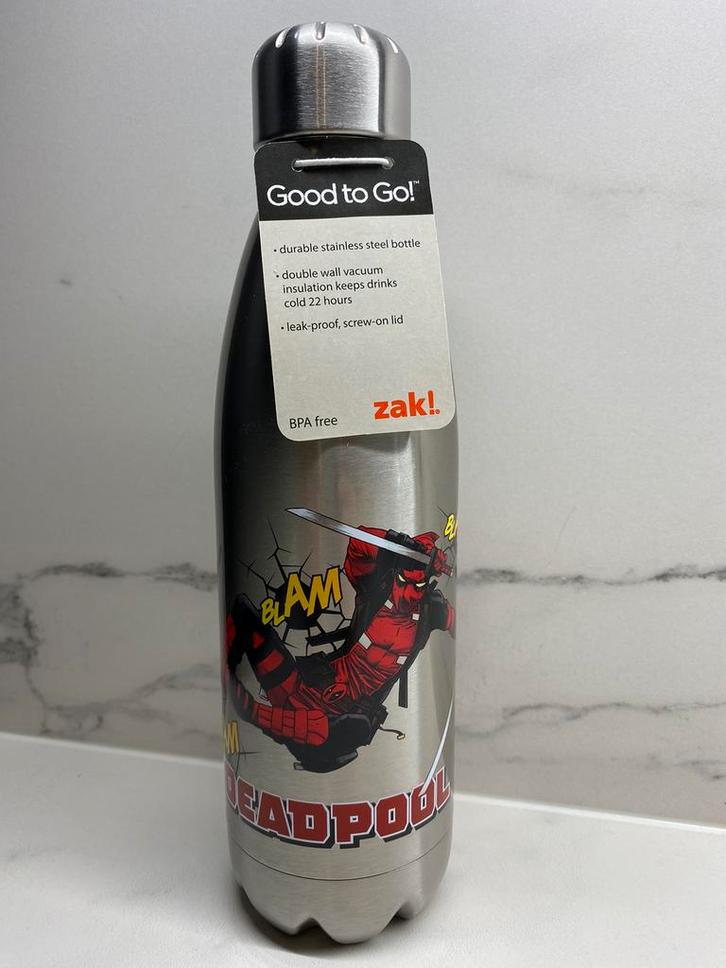 Good to Go!™
• durable stainless steel bottle
• double wall vacuum
insulation keeps drinks
cold 22 hours
• leak-proof, screw-on lid
BPA free
zak!®
BLAM
DEADPOOL